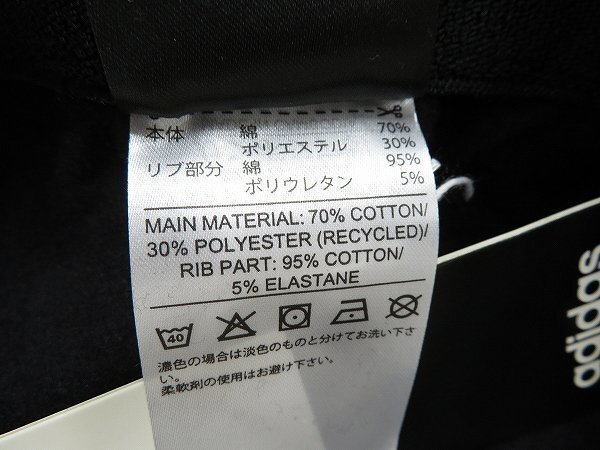 本体 綿 70%
ポリエステル 30%
リブ部分 綿 95%
ポリウレタン 5%
MAIN MATERIAL: 70% COTTON/
30% POLYESTER (RECYCLED)/
RIB PART: 95% COTTON/
5% ELASTANE
40
濃色の場合は淡色のものと分けてお洗い下さ
い。
柔軟剤の使用はお避け下さい。
adidas